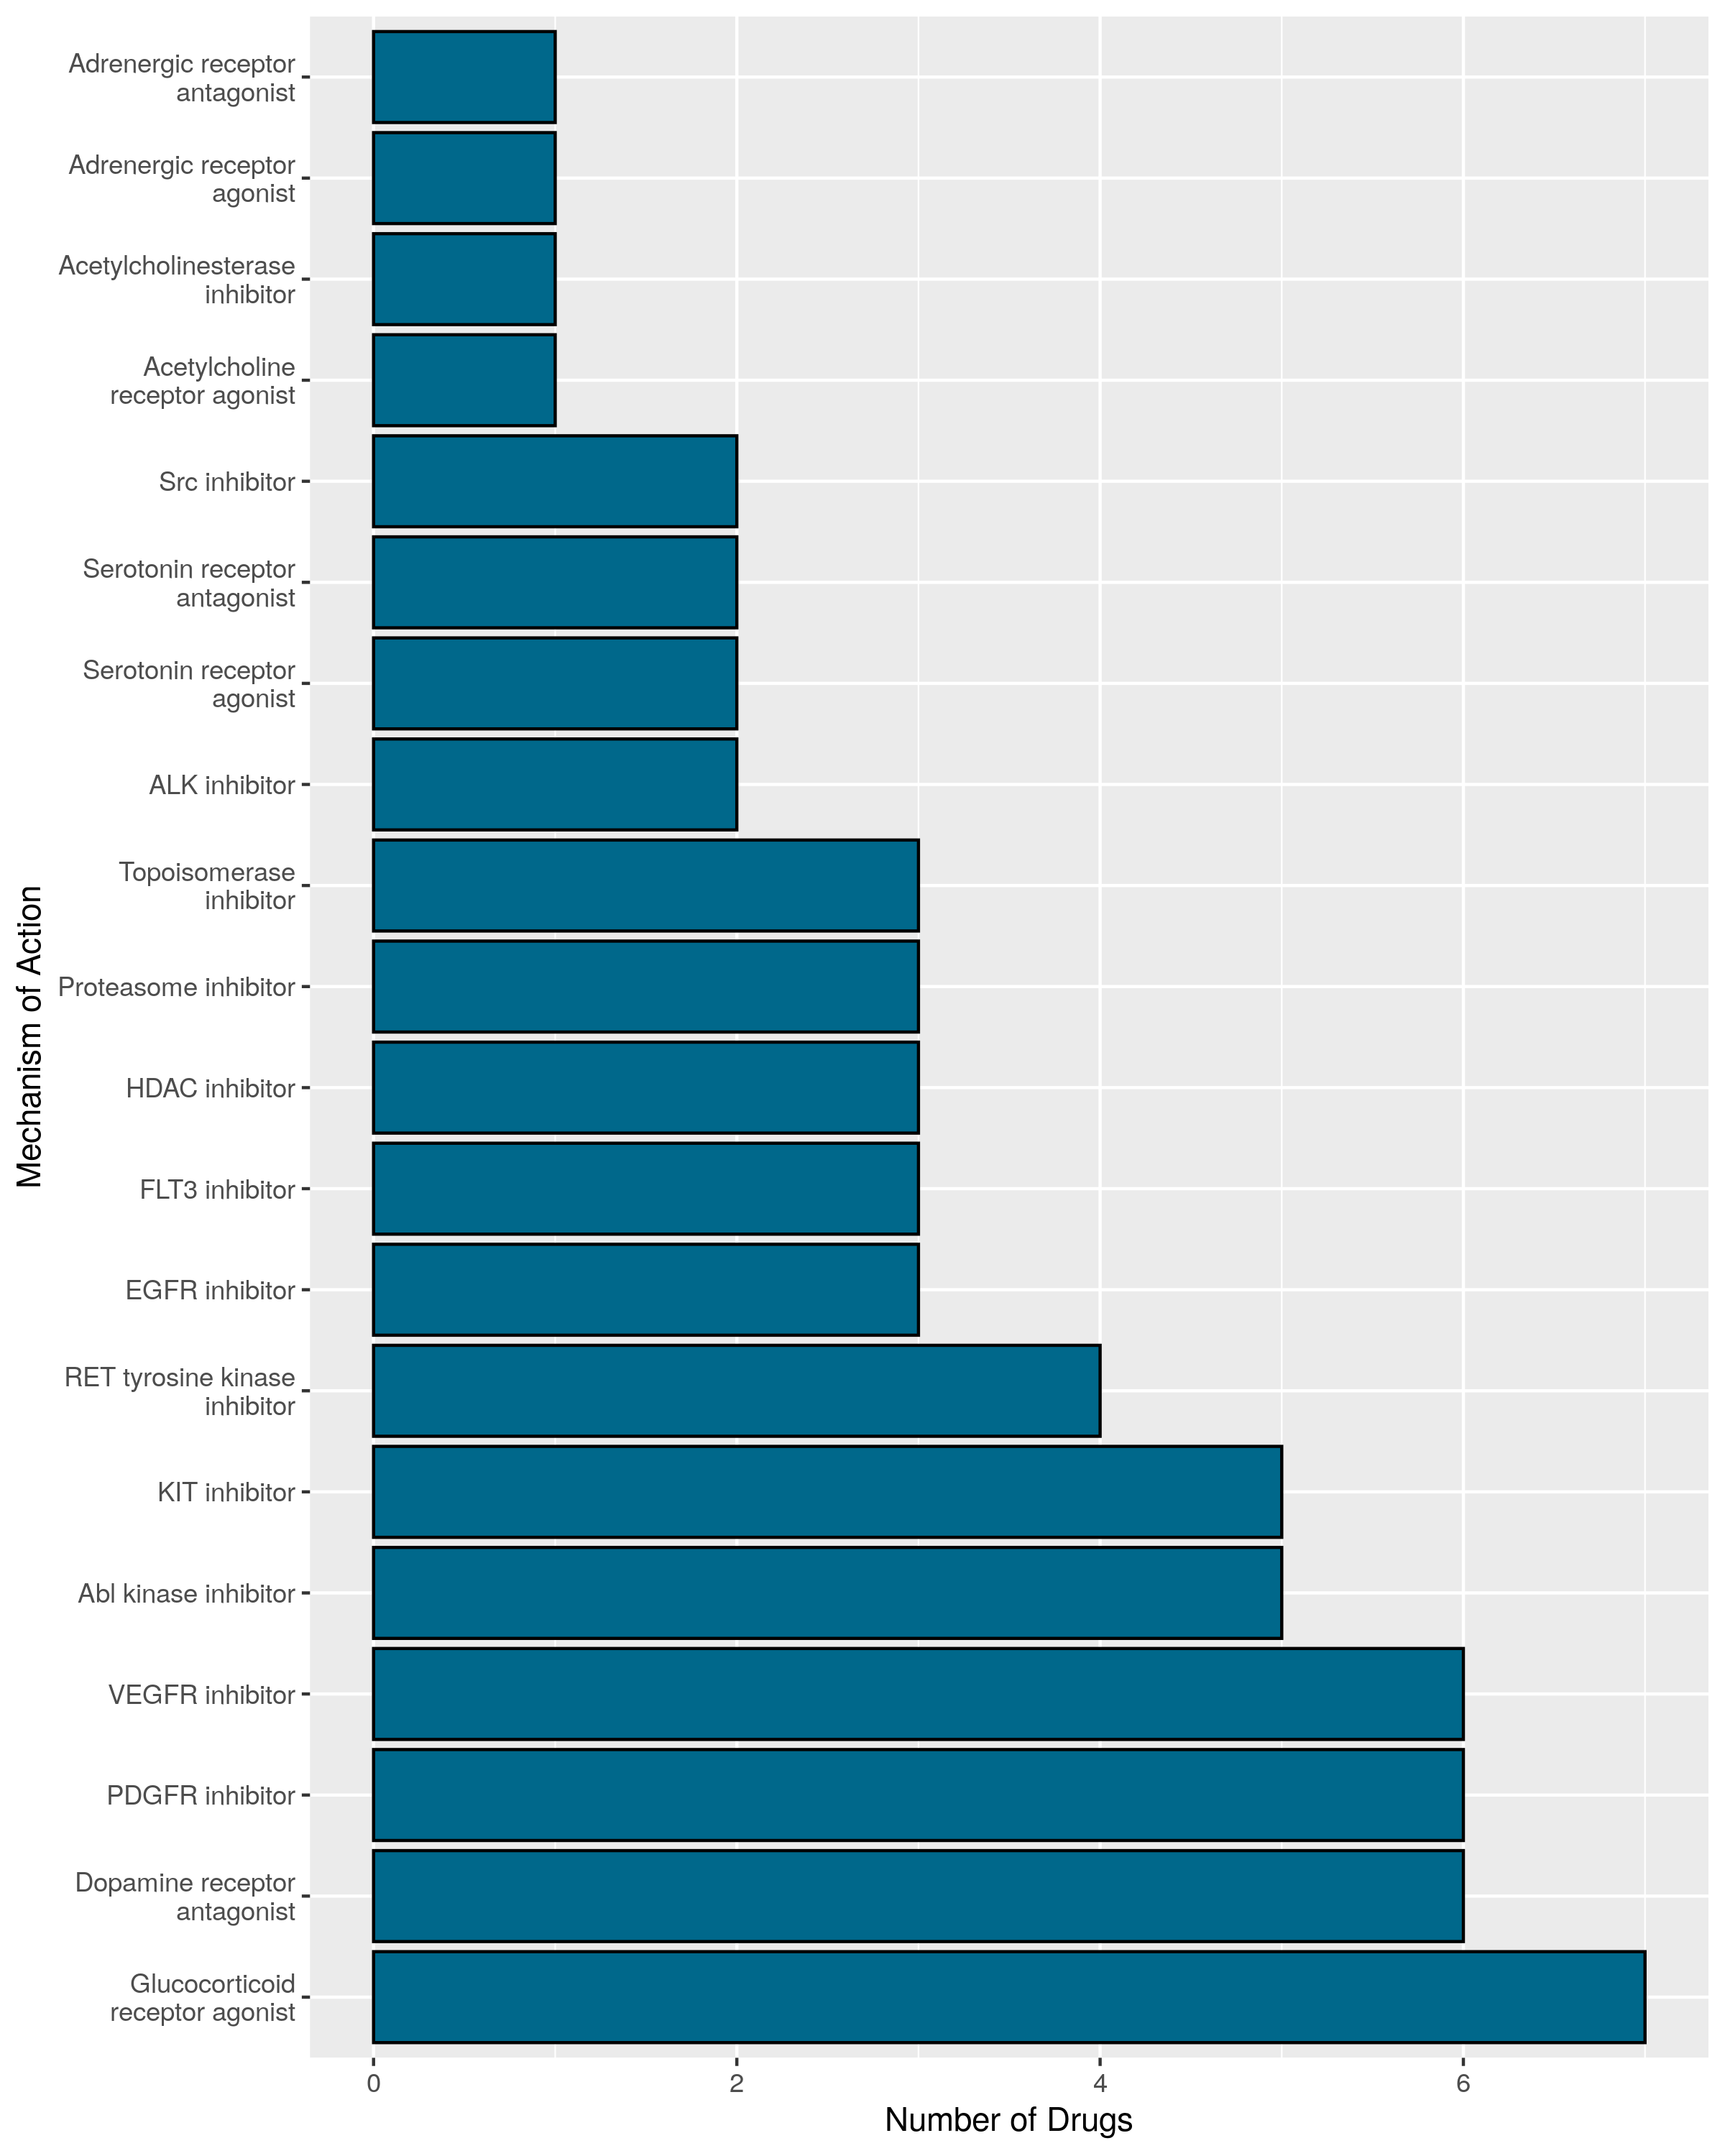 Adrenergic receptor
antagonist
Adrenergic receptor
agonist
Acetylcholinesterase
inhibitor
Acetylcholine
receptor agonist
Src inhibitor
Serotonin receptor
antagonist
Serotonin receptor
agonist
ALK inhibitor
Topoisomerase
inhibitor
Proteasome inhibitor
HDAC inhibitor
FLT3 inhibitor
EGFR inhibitor
RET tyrosine kinase
inhibitor
KIT inhibitor
Abl kinase inhibitor
VEGFR inhibitor
PDGFR inhibitor
Dopamine receptor
antagonist
Glucocorticoid
receptor agonist
Mechanism of Action
0 2 4 6
Number of Drugs